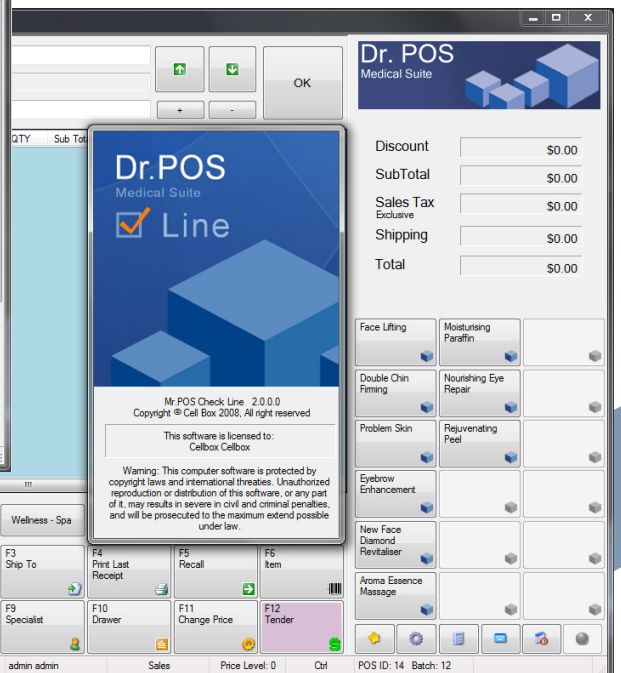 Dr. POS
Medical Suite
OK
+
-
QTY Sub Tot
Discount $0.00
SubTotal $0.00
Sales Tax $0.00
Exclusive
Shipping $0.00
Total $0.00
Dr.POS
Medical Suite
Line
Mr.POS Check Line 2.0.0.0
Copyright © Cell Box 2008, All right reserved
This software is licensed to:
Cellbox Cellbox
Warning: This computer software is protected by
copyright laws and international threaties. Unauthorized
reproduction or distribution of this software, or any part
of it, may results in severe in civil and criminal penalties,
and will be prosecuted to the maximum extend possible
under law.
Face Lifting
Moisturising
Paraffin
Double Chin
Firming
Nourishing Eye
Repair
Problem Skin
Rejuvenating
Peel
Eyebrow
Enhancement
New Face
Diamond
Revitaliser
Aroma Essence
Massage
Wellness - Spa
F3
Ship To
F4
Print Last
Receipt
F5
Recall
F6
Item
F9
Specialist
F10
Drawer
F11
Change Price
F12
Tender
admin admin Sales Price Level: 0 Ctrl POS ID: 14 Batch: 12